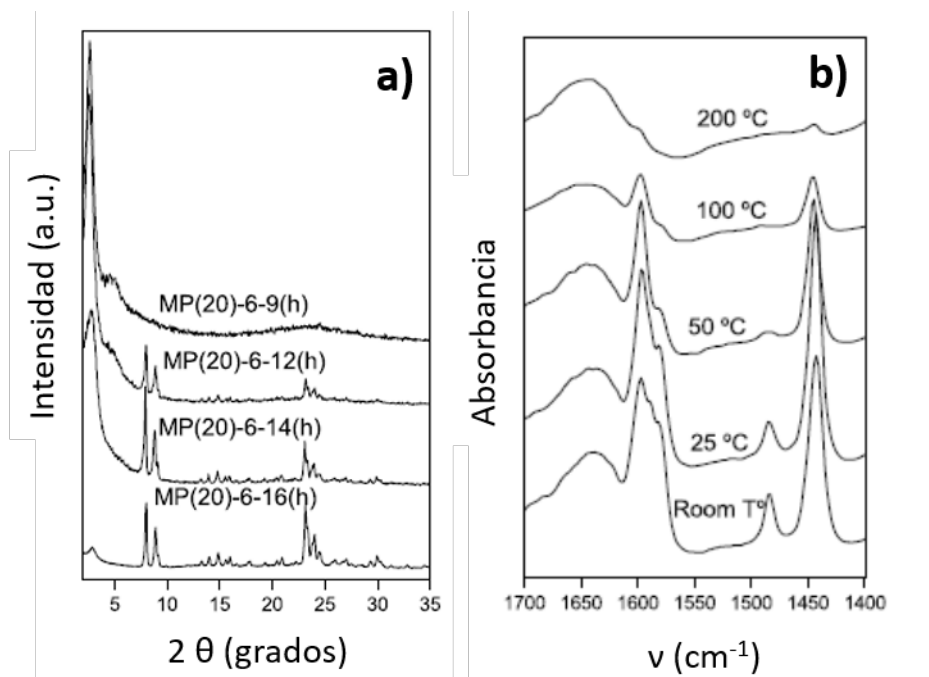 a)
Intensidad (a.u.)
MP(20)-6-9(h)
MP(20)-6-12(h)
MP(20)-6-14(h)
MP(20)-6-16(h)
5 10 15 20 25 30 35
2 θ (grados)
b)
Absorbancia
200 ºC
100 ºC
50 ºC
25 ºC
Room Tº
1700 1650 1600 1550 1500 1450 1400
ν (cm-1)